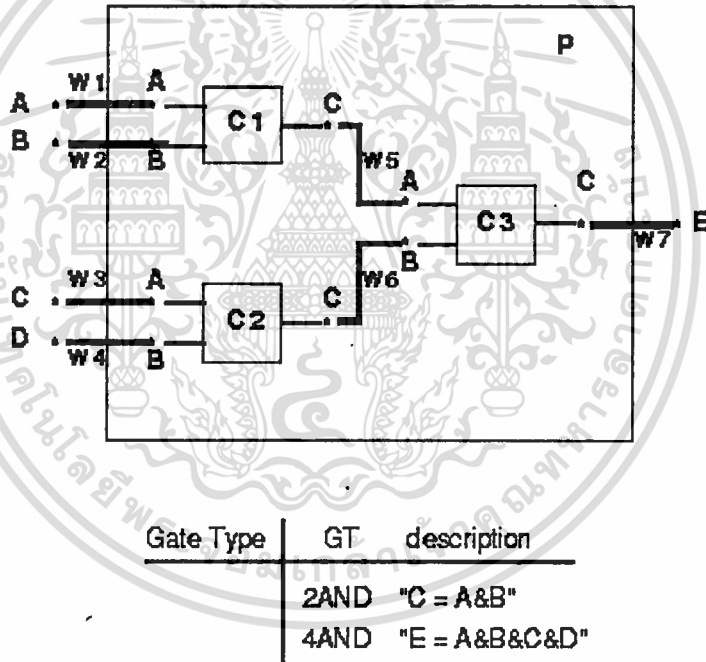 P
W1 A
A
C
C1
B
W2 B
W5
A
C
C3
E
W7
B
W3 A
W6
C
C
C2
D
W4 B
Gate Type GT description
2AND "C = A&B"
4AND "E = A&B&C&D"